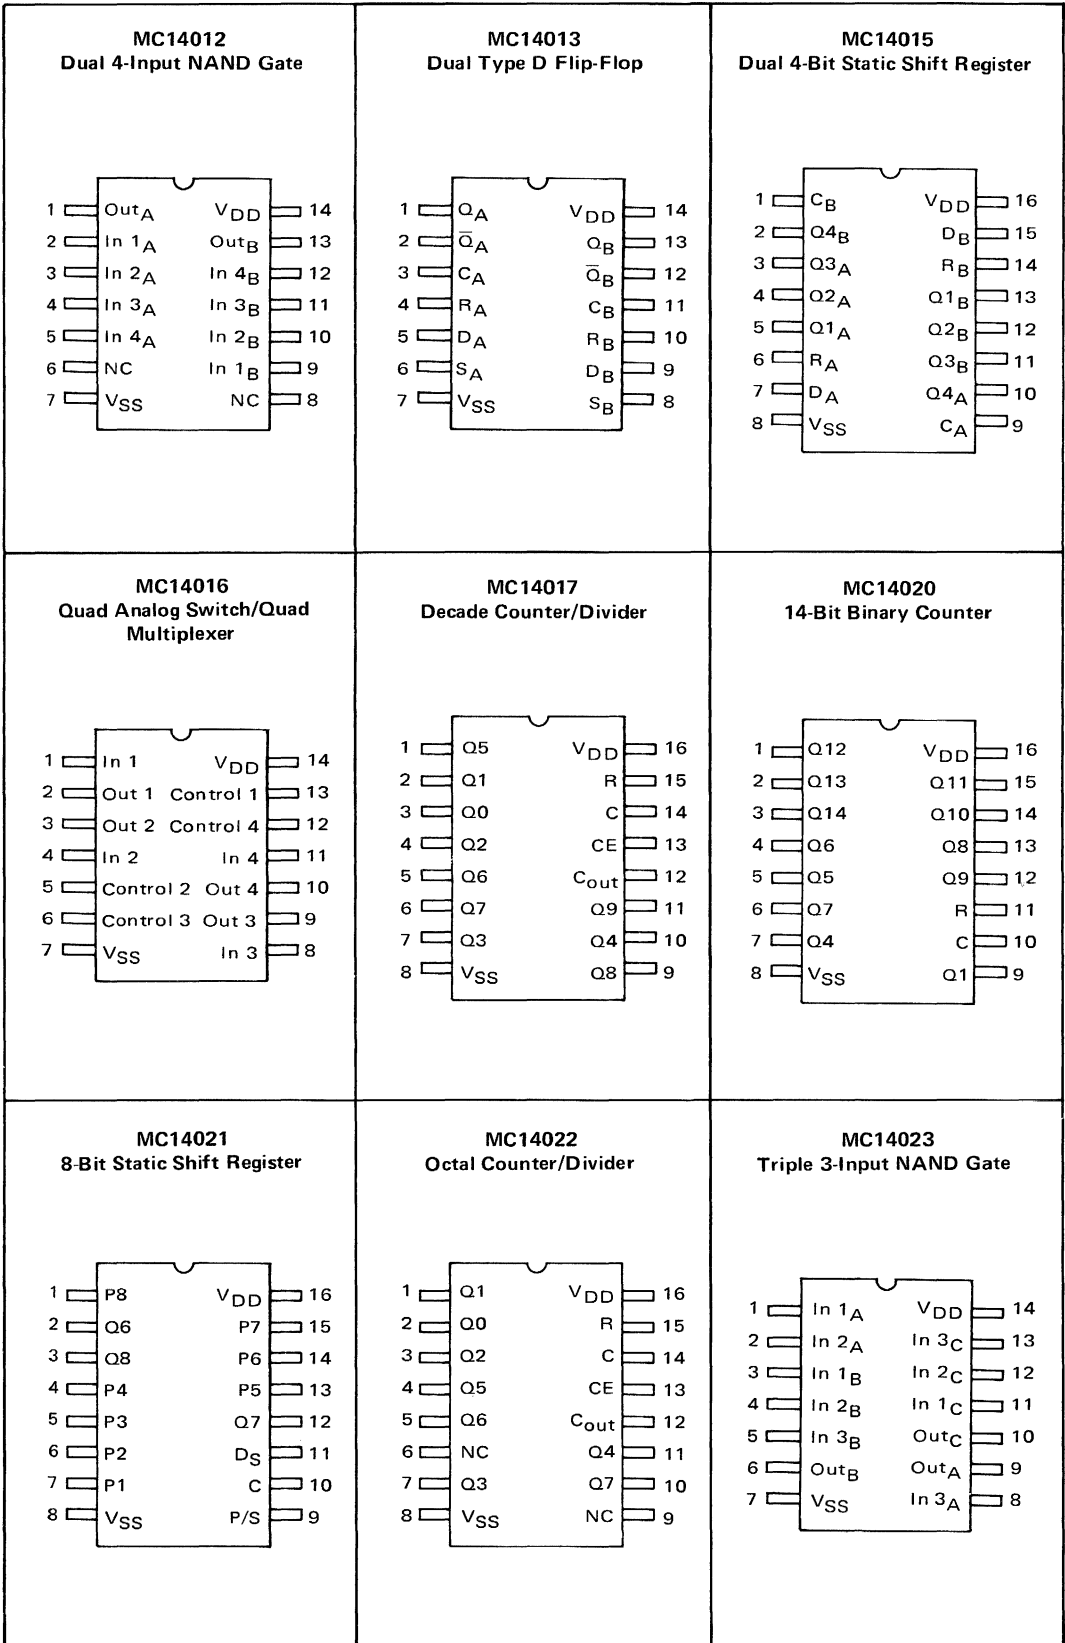 MC14012
Dual 4-Input NAND Gate
1 OutA VDD 14
2 In 1A OutB 13
3 In 2A In 4B 12
4 In 3A In 3B 11
5 In 4A In 2B 10
6 NC In 1B 9
7 VSS NC 8
MC14013
Dual Type D Flip-Flop
1 QA VDD 14
2 Q̅A QB 13
3 CA Q̅B 12
4 RA CB 11
5 DA RB 10
6 SA DB 9
7 VSS SB 8
MC14015
Dual 4-Bit Static Shift Register
1 CB VDD 16
2 Q4B DB 15
3 Q3A RB 14
4 Q2A Q1B 13
5 Q1A Q2B 12
6 RA Q3B 11
7 DA Q4A 10
8 VSS CA 9
MC14016
Quad Analog Switch/Quad
Multiplexer
1 In 1 VDD 14
2 Out 1 Control 1 13
3 Out 2 Control 4 12
4 In 2 In 4 11
5 Control 2 Out 4 10
6 Control 3 Out 3 9
7 VSS In 3 8
MC14017
Decade Counter/Divider
1 Q5 VDD 16
2 Q1 R 15
3 Q0 C 14
4 Q2 CE 13
5 Q6 Cout 12
6 Q7 Q9 11
7 Q3 Q4 10
8 VSS Q8 9
MC14020
14-Bit Binary Counter
1 Q12 VDD 16
2 Q13 Q11 15
3 Q14 Q10 14
4 Q6 Q8 13
5 Q5 Q9 12
6 Q7 R 11
7 Q4 C 10
8 VSS Q1 9
MC14021
8-Bit Static Shift Register
1 P8 VDD 16
2 Q6 P7 15
3 Q8 P6 14
4 P4 P5 13
5 P3 Q7 12
6 P2 DS 11
7 P1 C 10
8 VSS P/S 9
MC14022
Octal Counter/Divider
1 Q1 VDD 16
2 Q0 R 15
3 Q2 C 14
4 Q5 CE 13
5 Q6 Cout 12
6 NC Q4 11
7 Q3 Q7 10
8 VSS NC 9
MC14023
Triple 3-Input NAND Gate
1 In 1A VDD 14
2 In 2A In 3C 13
3 In 1B In 2C 12
4 In 2B In 1C 11
5 In 3B OutC 10
6 OutB OutA 9
7 VSS In 3A 8